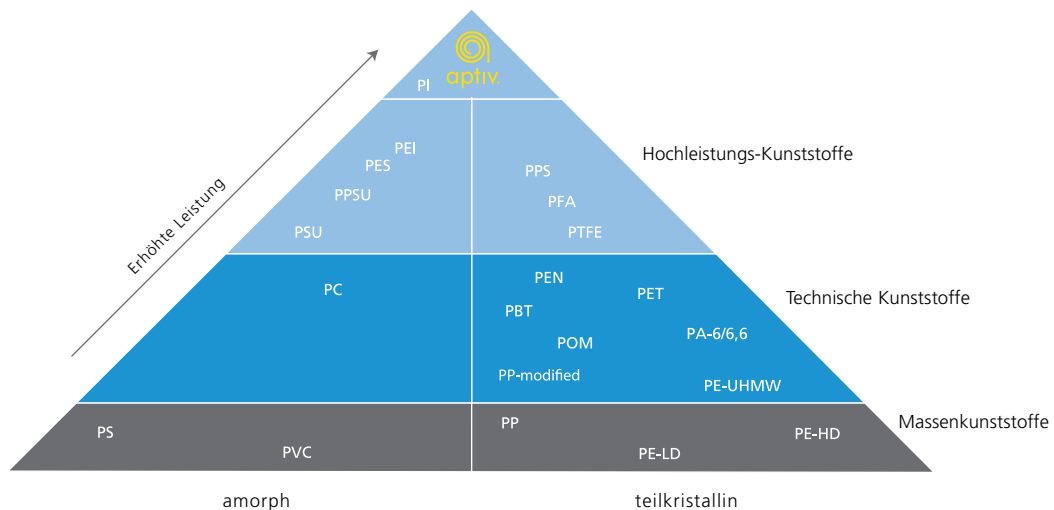 aptiv.
PI
Erhöhte Leistung
PEI
PES
PPSU
PSU
PPS
PFA
PTFE
Hochleistungs-Kunststoffe
PC
PEN
PET
PBT
POM
PA-6/6,6
PP-modified
PE-UHMW
Technische Kunststoffe
PS
PVC
PP
PE-LD
PE-HD
Massenkunststoffe
amorph
teilkristallin